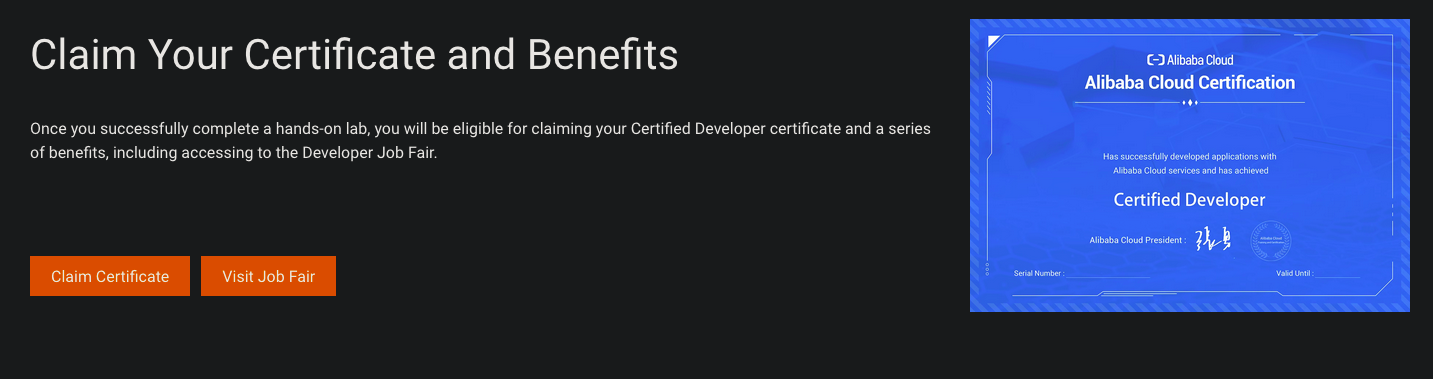 Claim Your Certificate and Benefits
Once you successfully complete a hands-on lab, you will be eligible for claiming your Certified Developer certificate and a series
of benefits, including accessing to the Developer Job Fair.
Claim Certificate
Visit Job Fair
Alibaba Cloud
Alibaba Cloud Certification
Has successfully developed applications with
Alibaba Cloud services and has achieved
Certified Developer
Alibaba Cloud President :
Serial Number :
Valid Until :